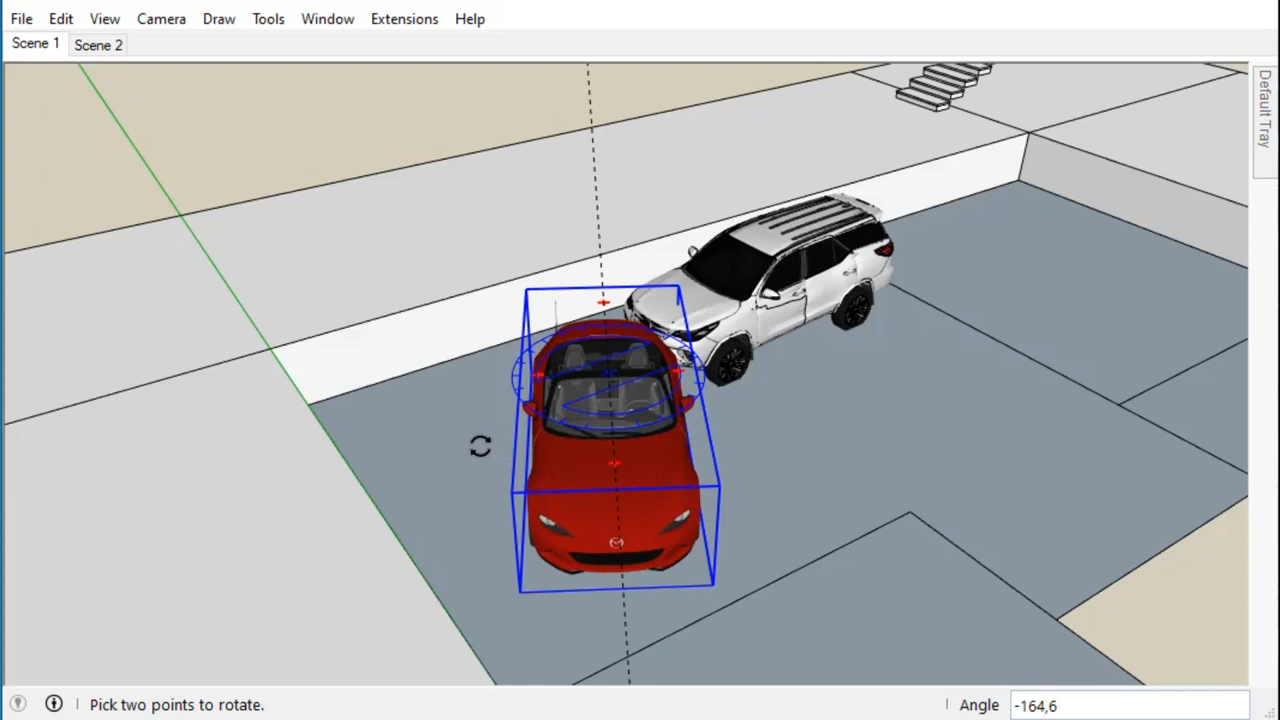 File Edit View Camera Draw Tools Window Extensions Help
Scene 1 Scene 2
Default Tray
Pick two points to rotate.
Angle -164,6